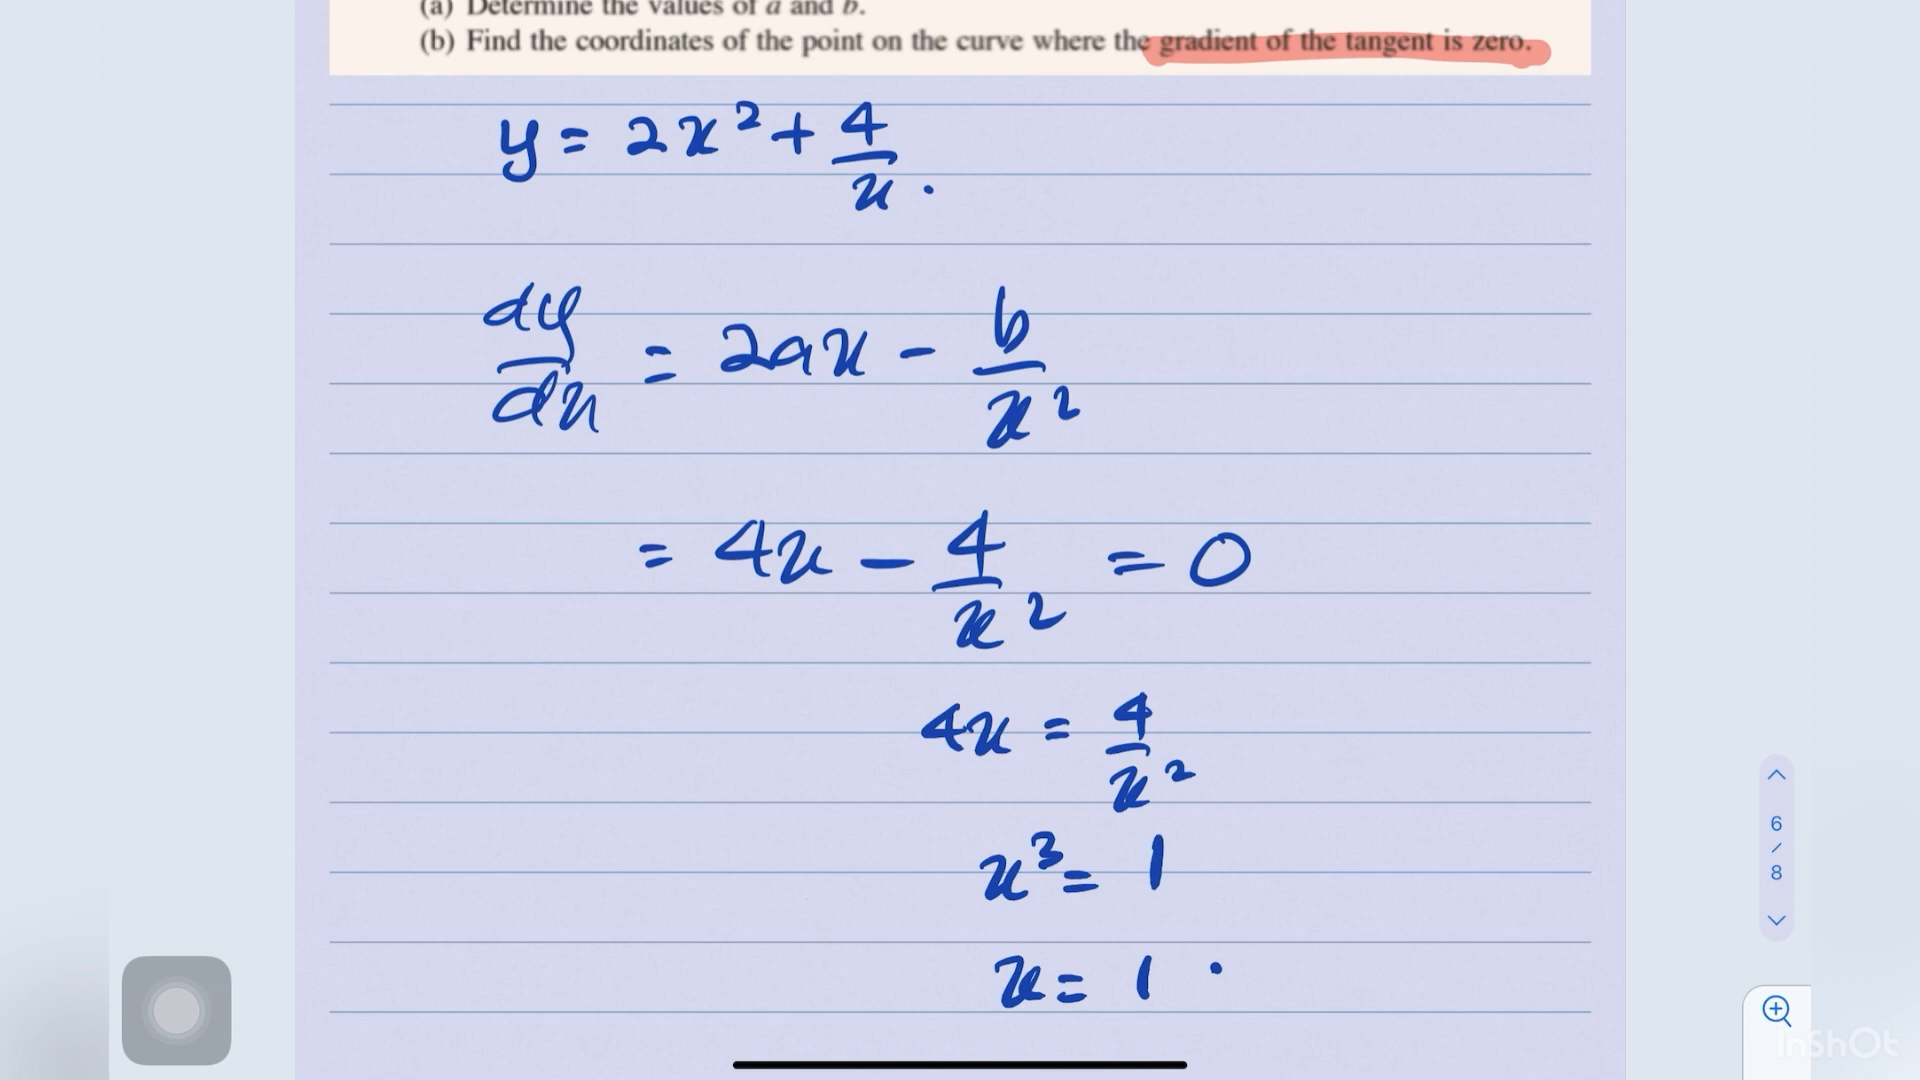 (a) Determine the values of a and b.
(b) Find the coordinates of the point on the curve where the gradient of the tangent is zero.
y = 2x² + 4/x .
dy/dx = 2ax - b/x²
= 4x - 4/x² = 0
4x = 4/x²
x³ = 1
x = 1 .
6
/
8
InShOt